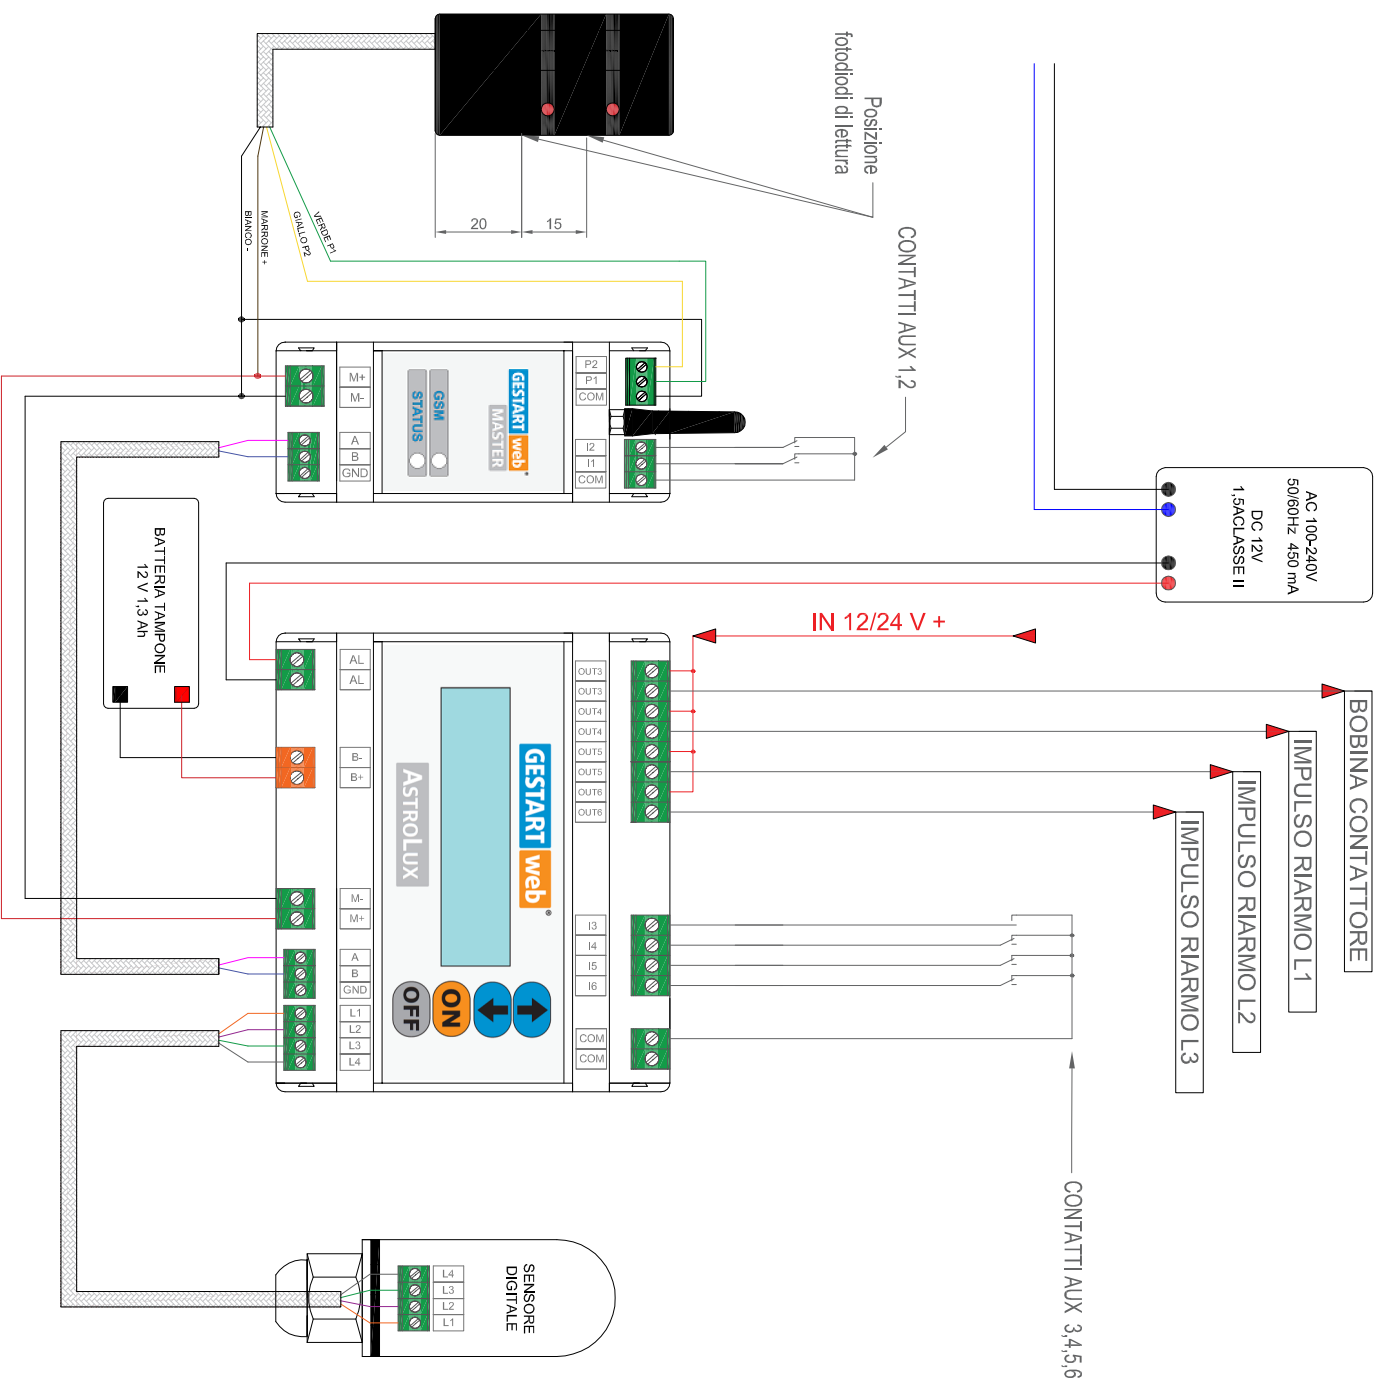 Posizione
fotodiodi di lettura
20
15
VERDE P1
GIALLO P2
MARRONE +
BIANCO -
CONTATTI AUX 1,2
AC 100-240V
50/60Hz 450 mA
DC 12V
1,5ACLASSE II
M+
M-
A
B
GND
GSM
STATUS
GESTART web®
MASTER
P2
P1
COM
I2
I1
COM
BATTERIA TAMPONE
12 V 1,3 Ah
IN 12/24 V +
AL
AL
B-
B+
M-
M+
A
B
GND
L1
L2
L3
L4
GESTART web®
ASTROLUX
ON
OFF
OUT3
OUT3
OUT4
OUT4
OUT5
OUT5
OUT6
OUT6
I3
I4
I5
I6
COM
COM
BOBINA CONTATTORE
IMPULSO RIARMO L1
IMPULSO RIARMO L2
IMPULSO RIARMO L3
CONTATTI AUX 3,4,5,6
SENSORE
DIGITALE
L4
L3
L2
L1